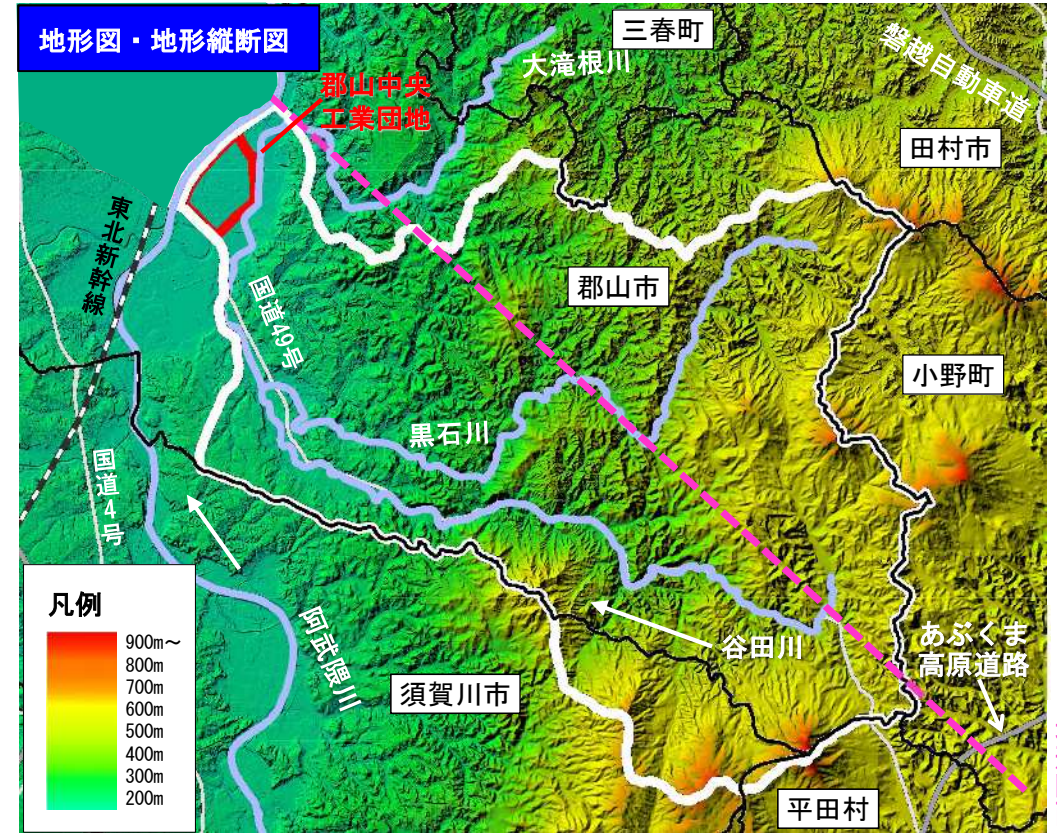 地形図・地形縦断図
三春町
大滝根川
磐越自動車道
郡山中央
工業団地
田村市
東北新幹線
郡山市
国道49号
小野町
黒石川
国道4号
凡例
900m～
800m
700m
600m
500m
400m
300m
200m
阿武隈川
谷田川
あぶくま
高原道路
須賀川市
平田村